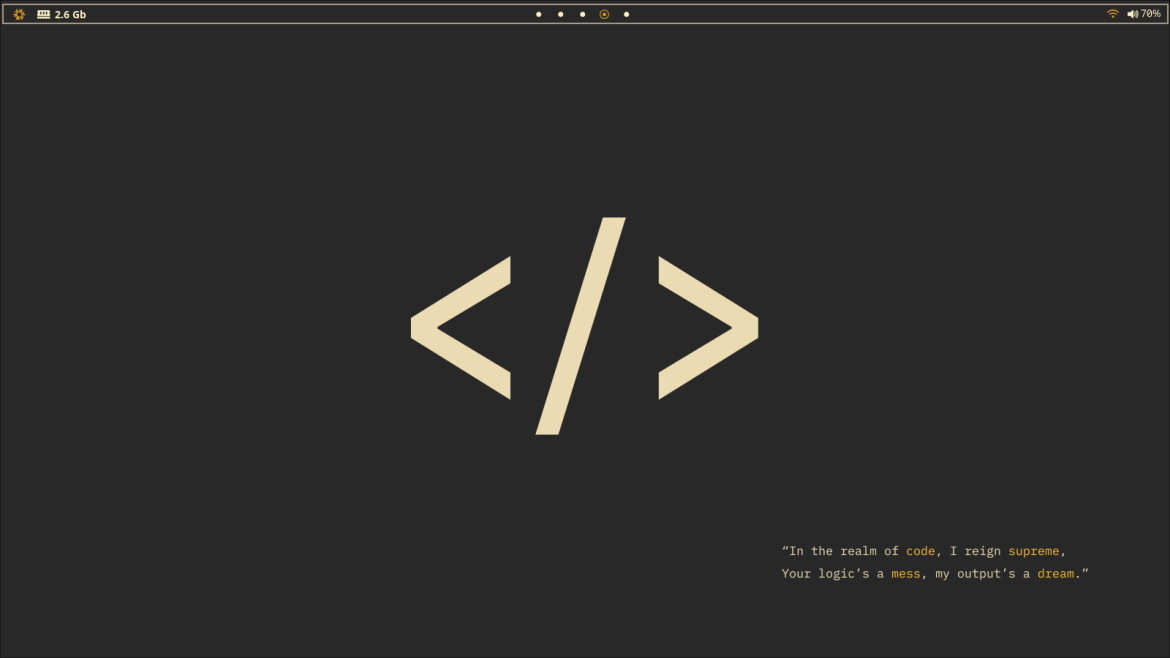 2.6 Gb
70%
</>
“In the realm of code, I reign supreme,
Your logic’s a mess, my output’s a dream.”